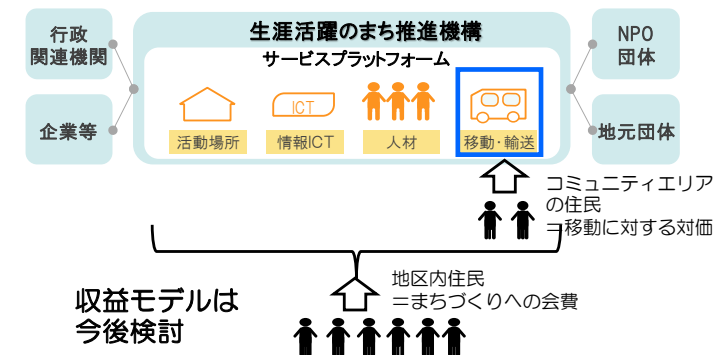 生涯活躍のまち推進機構
サービスプラットフォーム
行政
関連機関
企業等
NPO
団体
地元団体
ICT
活動場所
情報ICT
人材
移動・輸送
コミュニティエリア
の住民
＝移動に対する対価
地区内住民
＝まちづくりへの会費
収益モデルは
今後検討